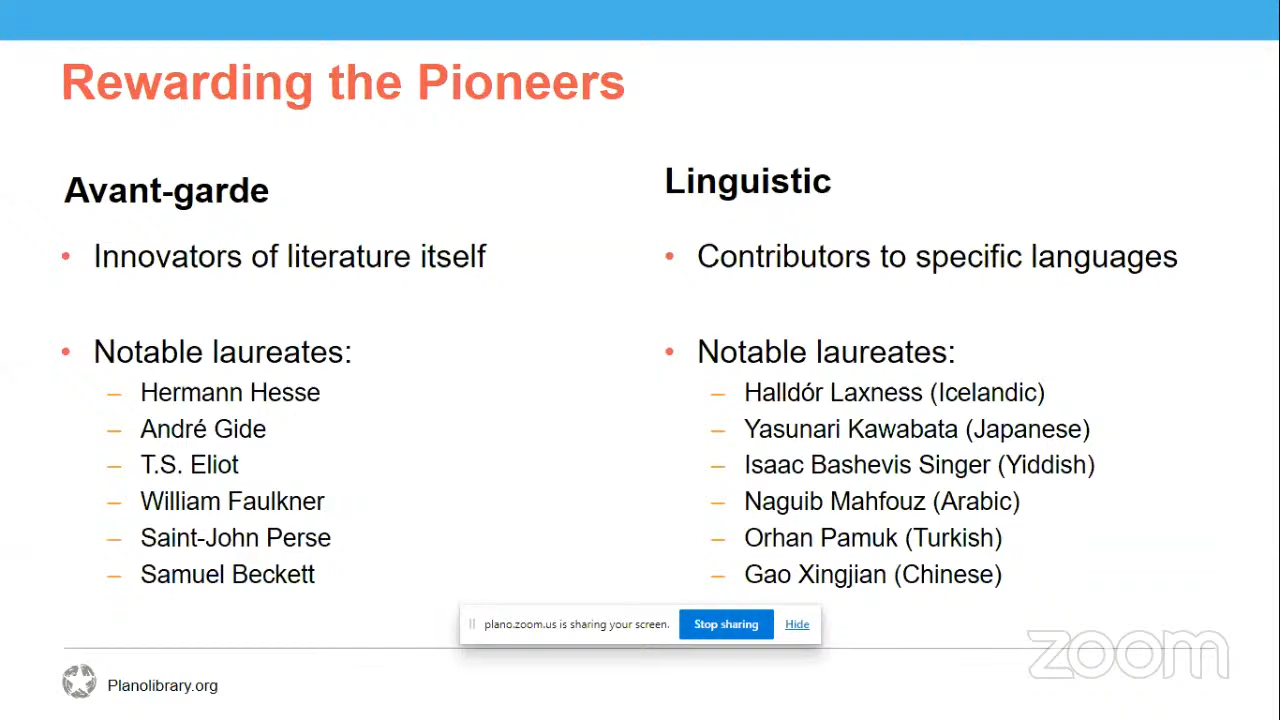 Rewarding the Pioneers
Avant-garde
• Innovators of literature itself
• Notable laureates:
– Hermann Hesse
– André Gide
– T.S. Eliot
– William Faulkner
– Saint-John Perse
– Samuel Beckett
Linguistic
• Contributors to specific languages
• Notable laureates:
– Halldór Laxness (Icelandic)
– Yasunari Kawabata (Japanese)
– Isaac Bashevis Singer (Yiddish)
– Naguib Mahfouz (Arabic)
– Orhan Pamuk (Turkish)
– Gao Xingjian (Chinese)
plano.zoom.us is sharing your screen. Stop sharing Hide
zoom
Planolibrary.org